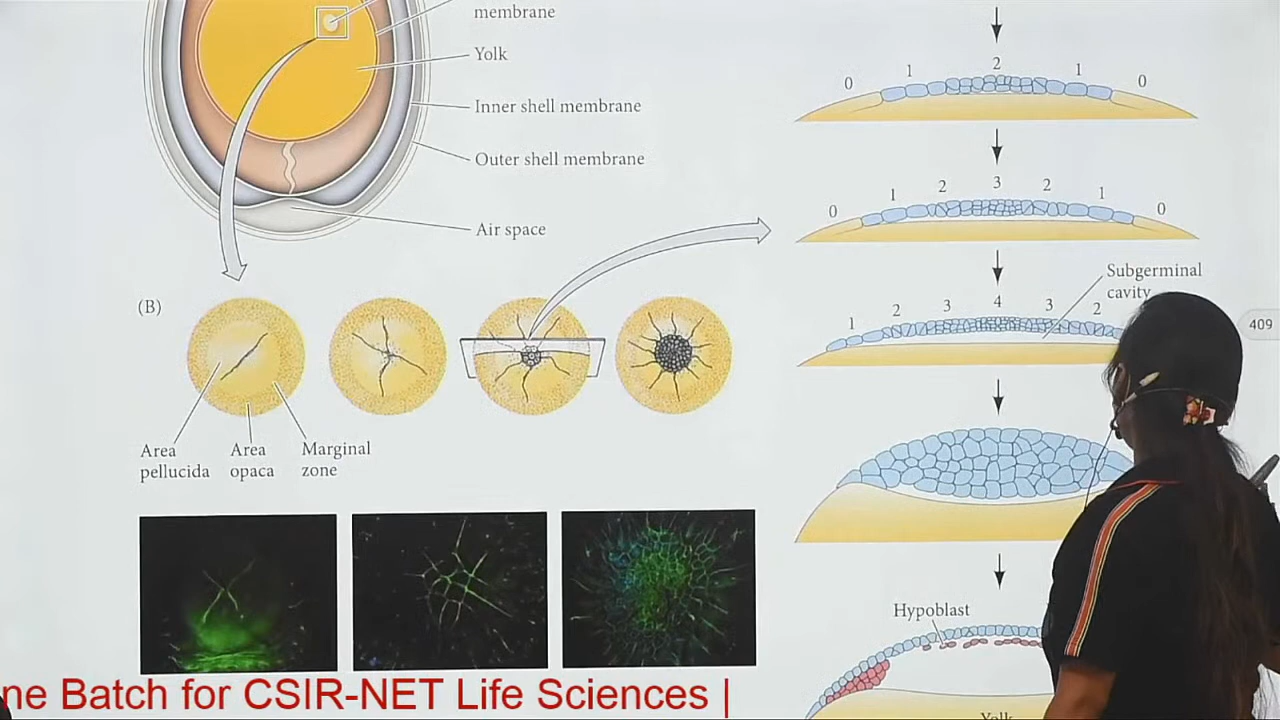 membrane
Yolk
Inner shell membrane
Outer shell membrane
Air space
(B)
Area
pellucida
Area
opaca
Marginal
zone
0 1 2 1 0
0 1 2 3 2 1 0
Subgerminal
cavity
1 2 3 4 3 2
409
Hypoblast
Yolk
ne Batch for CSIR-NET Life Sciences |